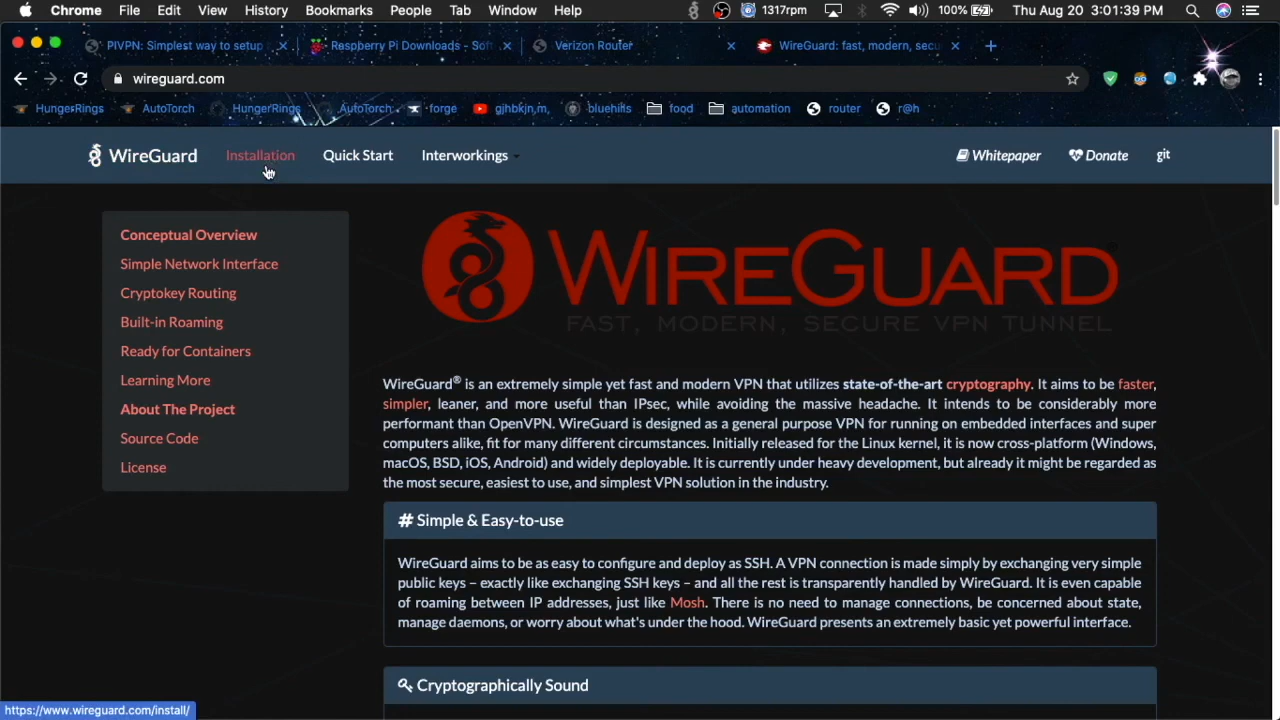 Chrome File Edit View History Bookmarks People Tab Window Help 1317rpm 100% Thu Aug 20 3:01:39 PM
PIVPN: Simplest way to setup Raspberry Pi Downloads - Soft Verizon Router WireGuard: fast, modern, secu
wireguard.com
HungerRings AutoTorch HungerRings AutoTorch forge gjhbkjn,m, bluehills food automation router r@h
WireGuard Installation Quick Start Interworkings Whitepaper Donate git
Conceptual Overview
Simple Network Interface
Cryptokey Routing
Built-in Roaming
Ready for Containers
Learning More
About The Project
Source Code
License
WIREGUARD
FAST, MODERN, SECURE VPN TUNNEL
WireGuard® is an extremely simple yet fast and modern VPN that utilizes state-of-the-art cryptography. It aims to be faster,
simpler, leaner, and more useful than IPsec, while avoiding the massive headache. It intends to be considerably more
performant than OpenVPN. WireGuard is designed as a general purpose VPN for running on embedded interfaces and super
computers alike, fit for many different circumstances. Initially released for the Linux kernel, it is now cross-platform (Windows,
macOS, BSD, iOS, Android) and widely deployable. It is currently under heavy development, but already it might be regarded as
the most secure, easiest to use, and simplest VPN solution in the industry.
Simple & Easy-to-use
WireGuard aims to be as easy to configure and deploy as SSH. A VPN connection is made simply by exchanging very simple
public keys – exactly like exchanging SSH keys – and all the rest is transparently handled by WireGuard. It is even capable
of roaming between IP addresses, just like Mosh. There is no need to manage connections, be concerned about state,
manage daemons, or worry about what's under the hood. WireGuard presents an extremely basic yet powerful interface.
Cryptographically Sound
https://www.wireguard.com/install/